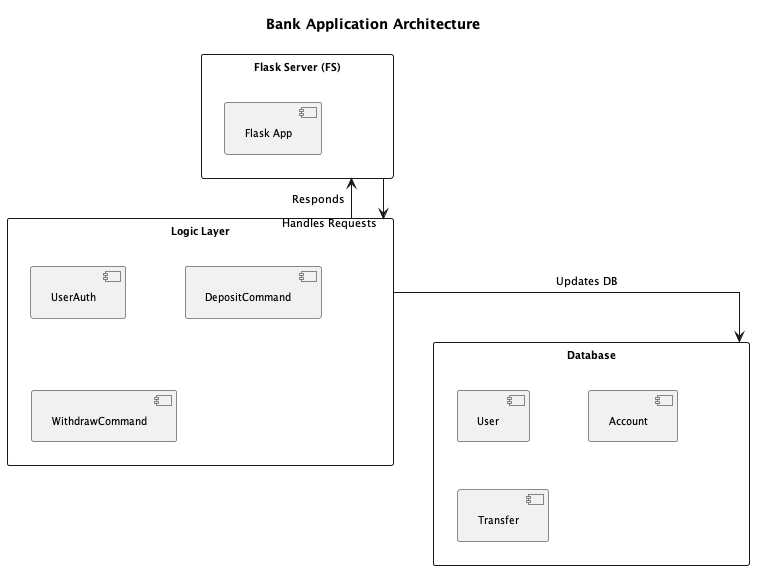 Bank Application Architecture
Flask Server (FS)
Flask App
Responds
Handles Requests
Logic Layer
UserAuth
DepositCommand
Updates DB
Database
WithdrawCommand
User
Account
Transfer